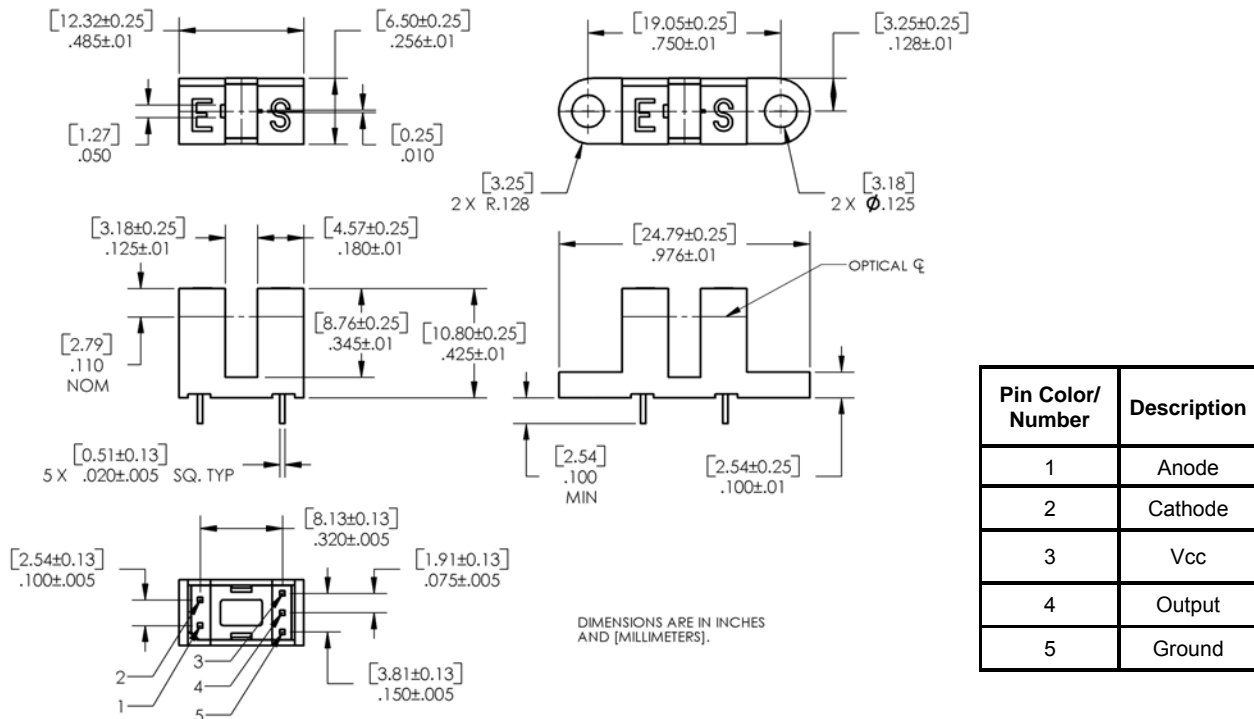 [12.32±0.25]
.485±.01
[6.50±0.25]
.256±.01
E S
[1.27]
.050
[0.25]
.010
[19.05±0.25]
.750±.01
[3.25±0.25]
.128±.01
E S
[3.25]
2 X R.128
[3.18]
2 X Ø.125
[3.18±0.25]
.125±.01
[4.57±0.25]
.180±.01
[2.79]
.110
NOM
[8.76±0.25]
.345±.01
[10.80±0.25]
.425±.01
[0.51±0.13]
5 X .020±.005 SQ. TYP
[24.79±0.25]
.976±.01
OPTICAL ℄
[2.54]
.100
MIN
[2.54±0.25]
.100±.01
[8.13±0.13]
.320±.005
[2.54±0.13]
.100±.005
[1.91±0.13]
.075±.005
[3.81±0.13]
.150±.005
2
1
3
4
5
DIMENSIONS ARE IN INCHES
AND [MILLIMETERS].
Pin Color/
Number Description
1 Anode
2 Cathode
3 Vcc
4 Output
5 Ground